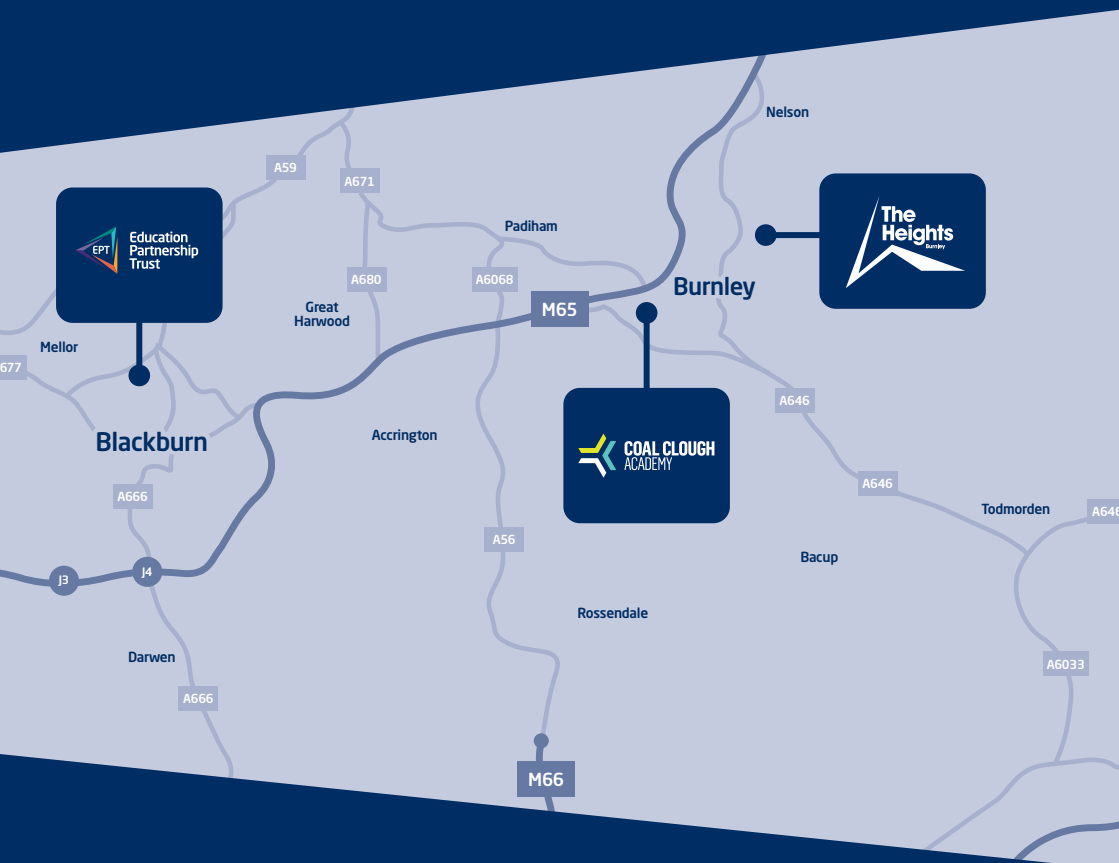 Nelson
A59
A671
EPT
Education
Partnership
Trust
The
Heights
Burnley
Padiham
A680
A6068
Burnley
M65
Great
Harwood
Mellor
677
A646
Blackburn
Accrington
COAL CLOUGH
ACADEMY
A646
A666
Todmorden
A646
A56
Bacup
J3
J4
Rossendale
Darwen
A6033
A666
M66